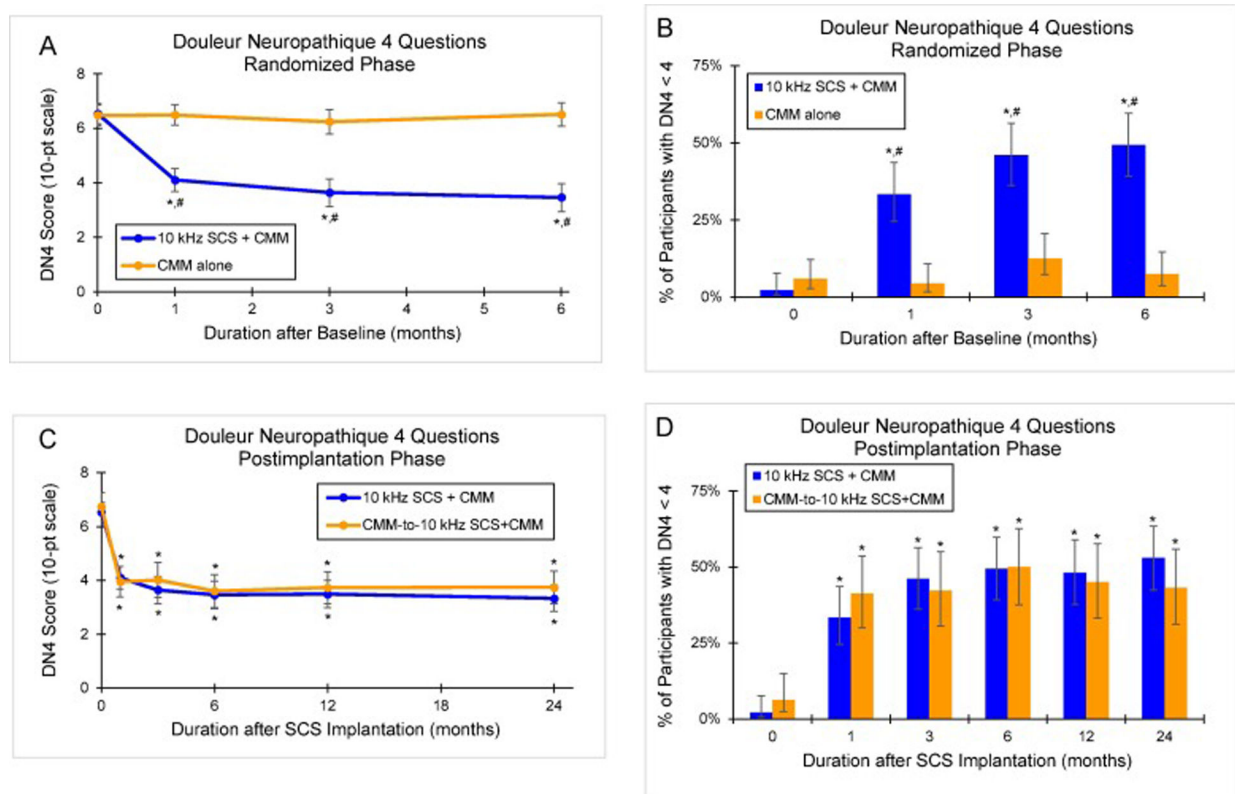 A
Douleur Neuropathique 4 Questions
Randomized Phase
DN4 Score (10-pt scale)
8
6
4
2
0
*,#
*,#
*,#
10 kHz SCS + CMM
CMM alone
0 1 2 3 4 5 6
Duration after Baseline (months)
B
Douleur Neuropathique 4 Questions
Randomized Phase
% of Participants with DN4 < 4
75%
50%
25%
0%
10 kHz SCS + CMM
CMM alone
*,#
*,#
*,#
0 1 3 6
Duration after Baseline (months)
C
Douleur Neuropathique 4 Questions
Postimplantation Phase
DN4 Score (10-pt scale)
8
6
4
2
0
10 kHz SCS + CMM
CMM-to-10 kHz SCS+CMM
* * * * *
* * * * *
0 6 12 18 24
Duration after SCS Implantation (months)
D
Douleur Neuropathique 4 Questions
Postimplantation Phase
% of Participants with DN4 < 4
75%
50%
25%
0%
10 kHz SCS + CMM
CMM-to-10 kHz SCS+CMM
* * * * * * * * * *
0 1 3 6 12 24
Duration after SCS Implantation (months)